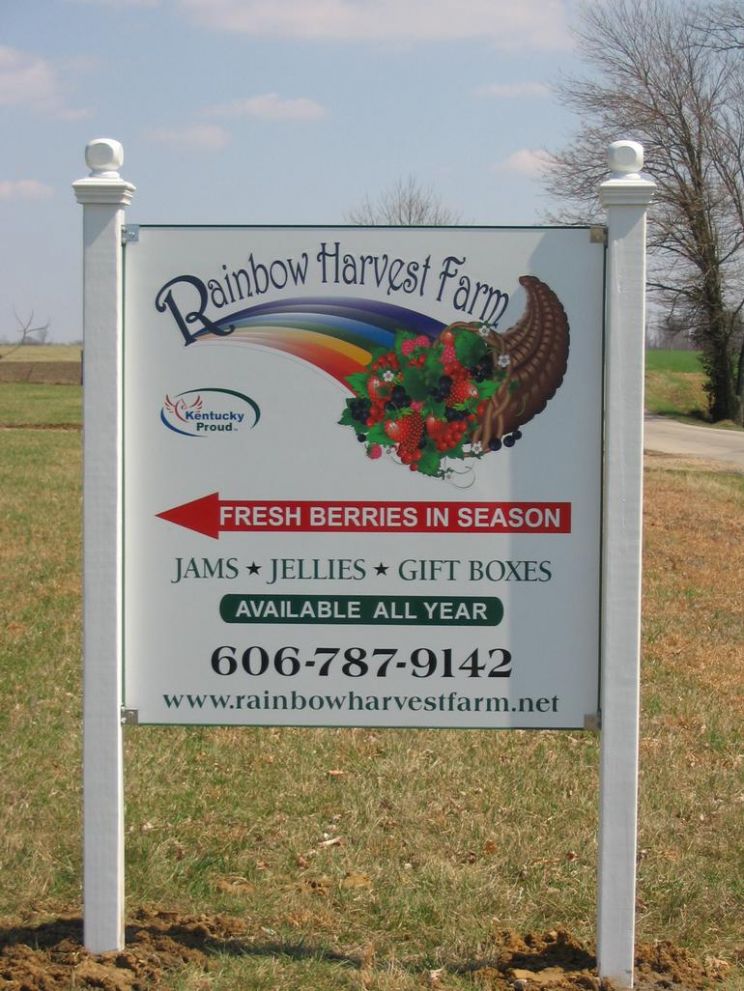 Rainbow Harvest Farm
Kentucky
Proud™
FRESH BERRIES IN SEASON
JAMS ★ JELLIES ★ GIFT BOXES
AVAILABLE ALL YEAR
606-787-9142
www.rainbowharvestfarm.net